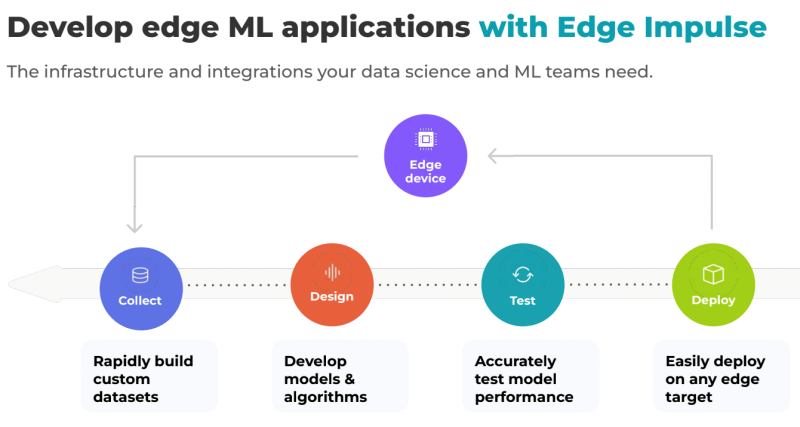 Develop edge ML applications with Edge Impulse
The infrastructure and integrations your data science and ML teams need.
Edge
device
Collect
Design
Test
Deploy
Rapidly build
custom
datasets
Develop
models &
algorithms
Accurately
test model
performance
Easily deploy
on any edge
target